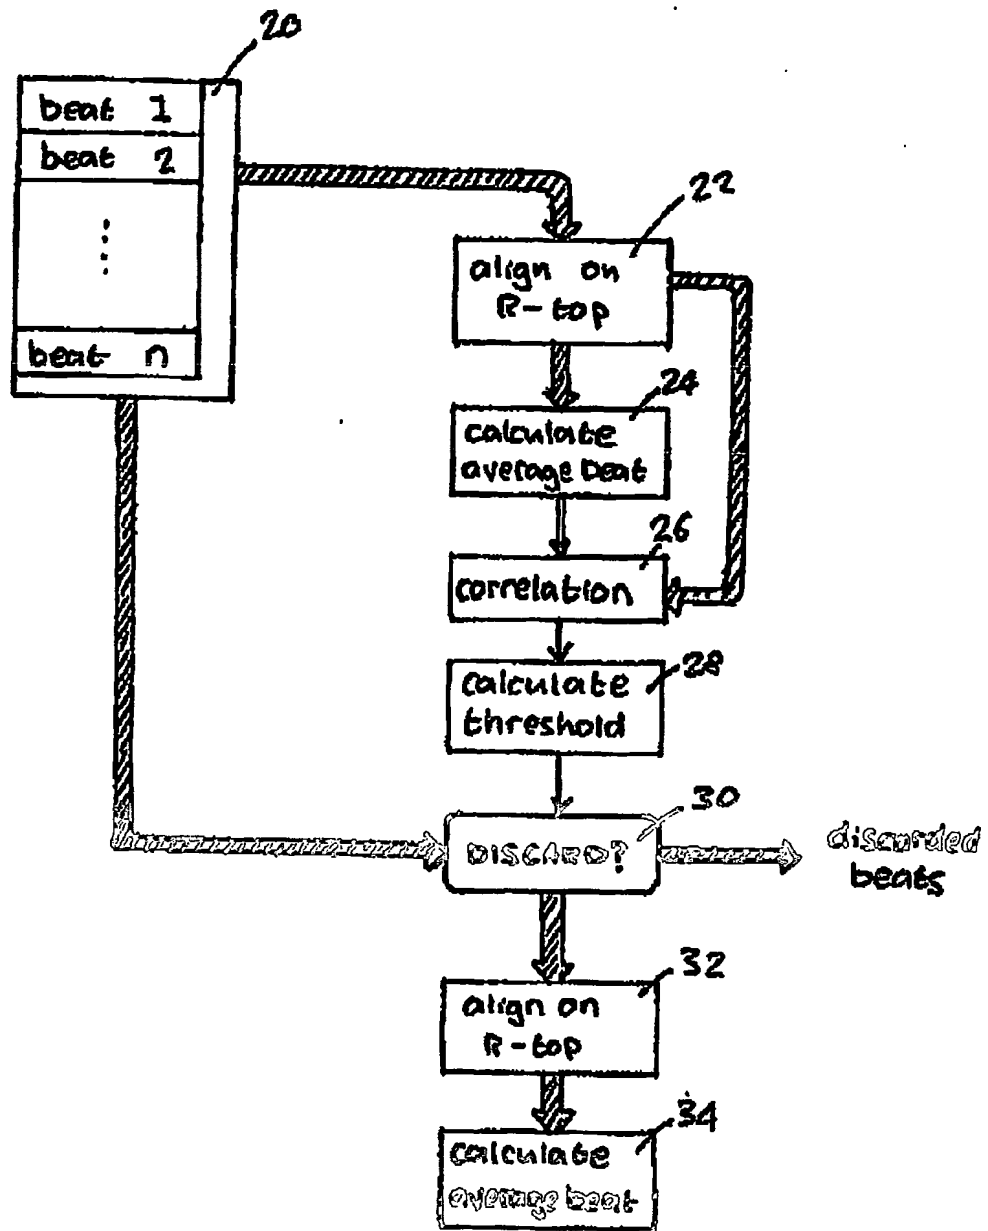 20
beat 1
beat 2
beat n
22
align on
R-top
24
calculate
average beat
26
correlation
28
calculate
threshold
30
DISCARD?
discarded
beats
32
align on
R-top
34
calculate
average beat